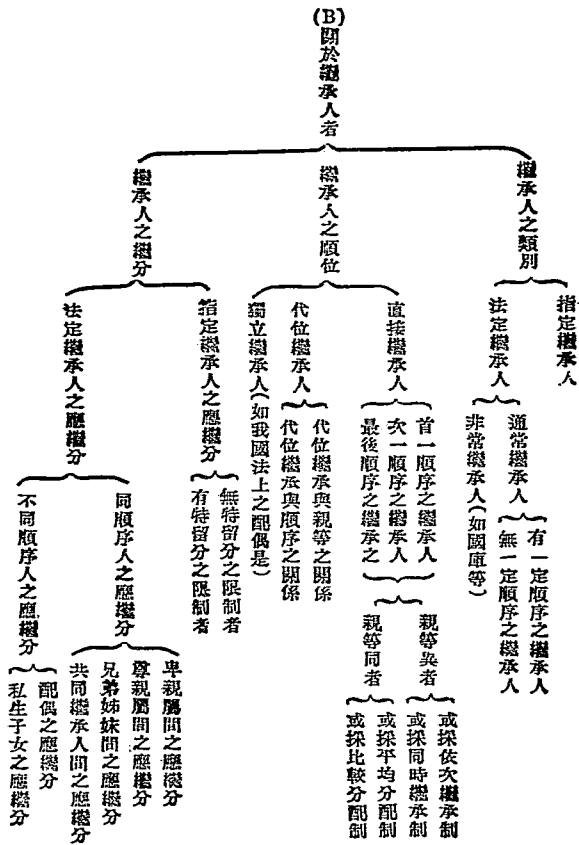 (B)
關於繼承人者
繼承人之類別
指定繼承人
法定繼承人
通常繼承人
有一定順序之繼承人
無一定順序之繼承人
非常繼承人(如國庫等)
繼承人之順位
直接繼承人
首一順序之繼承人
次一順序之繼承人
最後順序之繼承之
親等異者
或採依次繼承制
或採同時繼承制
親等同者
或採平均分配制
或採比較分配制
代位繼承人
代位繼承與親等之關係
代位繼承與順序之關係
獨立繼承人(如我國法上之配偶是)
繼承人之繼分
指定繼承人之應繼分
無特留分之限制者
有特留分之限制者
法定繼承人之應繼分
同順序人之應繼分
卑親屬間之應繼分
尊親屬間之應繼分
兄弟姊妹間之應繼分
共同繼承人間之應繼分
不同順序人之應繼分
配偶之應繼分
私生子女之應繼分